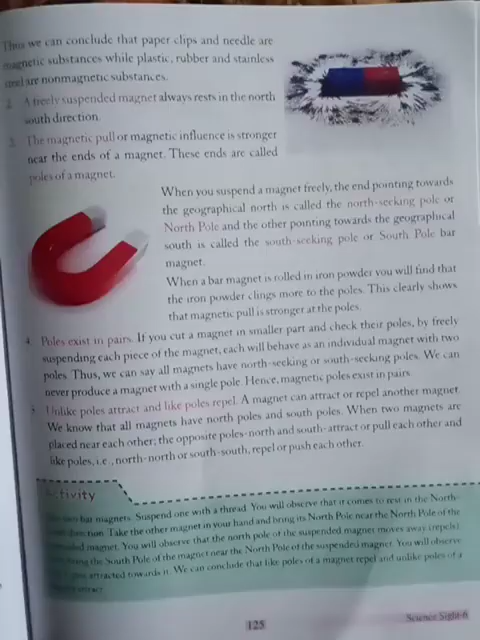 Thus we can conclude that paper clips and needle are
magnetic substances while plastic, rubber and stainless
steel are nonmagnetic substances.
2. A freely suspended magnet always rests in the north
south direction.
3. The magnetic pull or magnetic influence is stronger
near the ends of a magnet. These ends are called
poles of a magnet.
When you suspend a magnet freely, the end pointing towards
the geographical north is called the north-seeking pole or
North Pole and the other pointing towards the geographical
south is called the south-seeking pole or South Pole bar
magnet.
When a bar magnet is rolled in iron powder you will find that
the iron powder clings more to the poles. This clearly shows
that magnetic pull is stronger at the poles.
4. Poles exist in pairs. If you cut a magnet in smaller part and check their poles, by freely
suspending each piece of the magnet, each will behave as an individual magnet with two
poles. Thus, we can say all magnets have north-seeking or south-seeking poles. We can
never produce a magnet with a single pole. Hence, magnetic poles exist in pairs.
5. Unlike poles attract and like poles repel. A magnet can attract or repel another magnet.
We know that all magnets have north poles and south poles. When two magnets are
placed near each other; the opposite poles-north and south-attract or pull each other and
like poles, i.e., north-north or south-south, repel or push each other.
Activity
bar magnets. Suspend one with a thread. You will observe that it comes to rest in the North-
direction. Take the other magnet in your hand and bring its North Pole near the North Pole of the
magnet. You will observe that the north pole of the suspended magnet moves away (repels)
the South Pole of the magnet near the North Pole of the suspended magnet. You will observe
attracted towards it. We can conclude that like poles of a magnet repel and unlike poles of a
attract
125
Science Sight-6